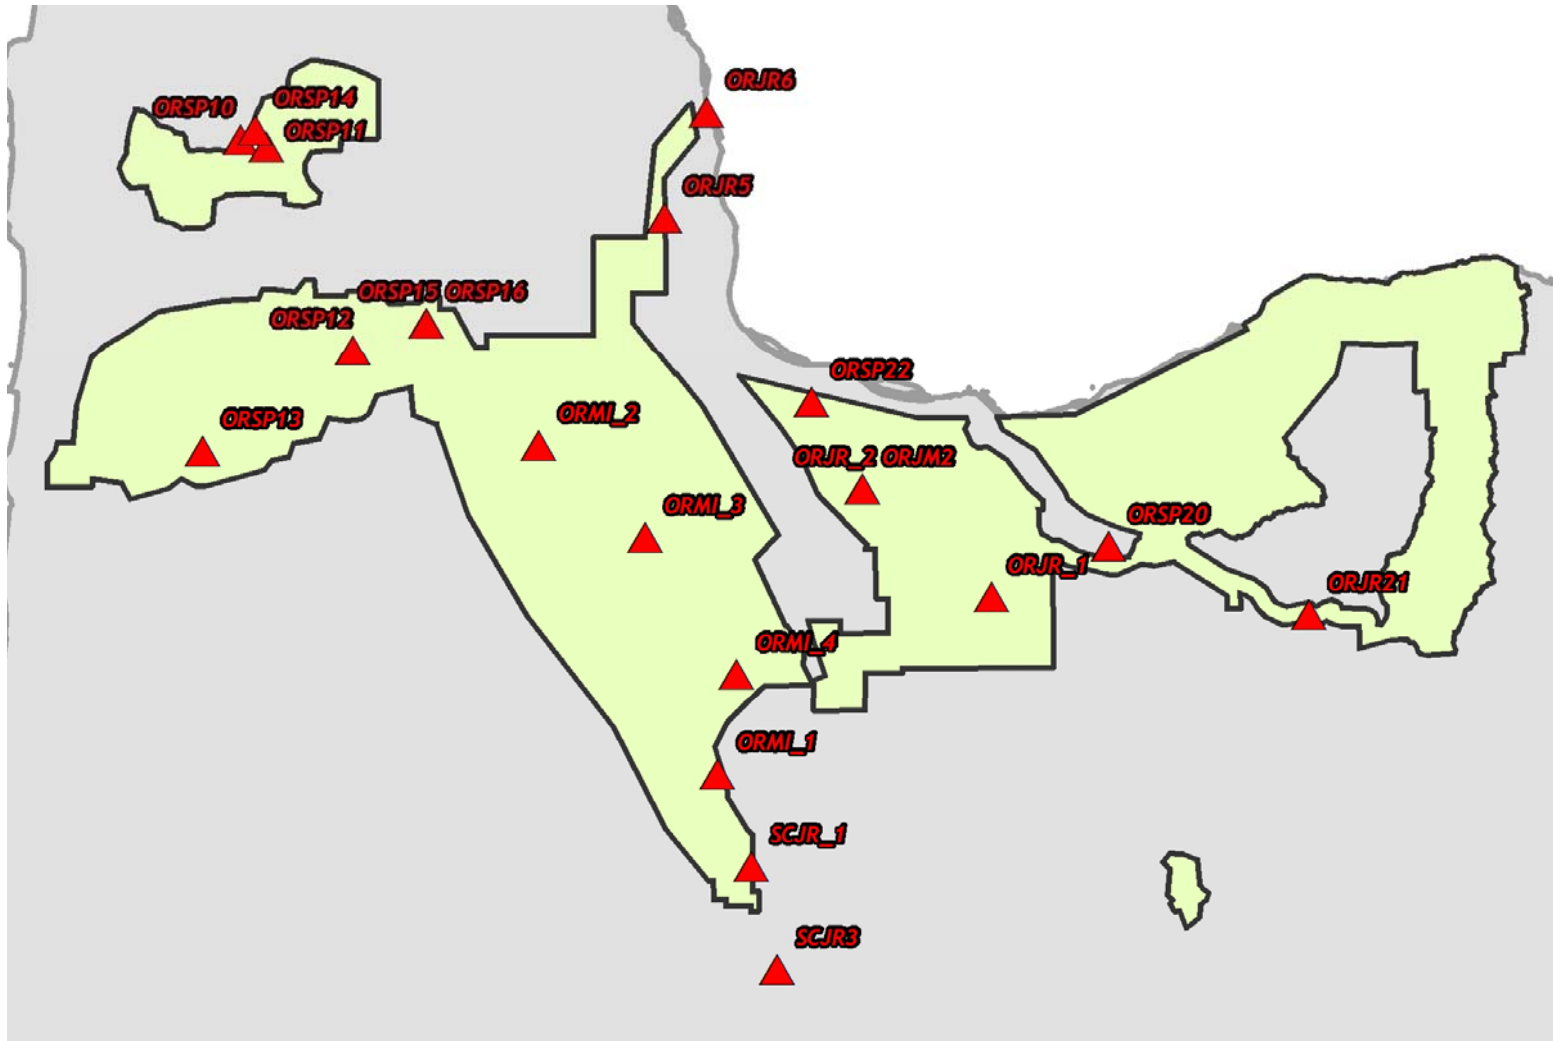 ORJR6
ORSP10
ORSP14
ORSP11
ORJR5
ORSP15 ORSP16
ORSP12
ORSP22
ORSP13
ORMI_2
ORJR_2 ORJM2
ORMI_3
ORSP20
ORJR_1
ORJR21
ORMI_4
ORMI_1
SCJR_1
SCJR3